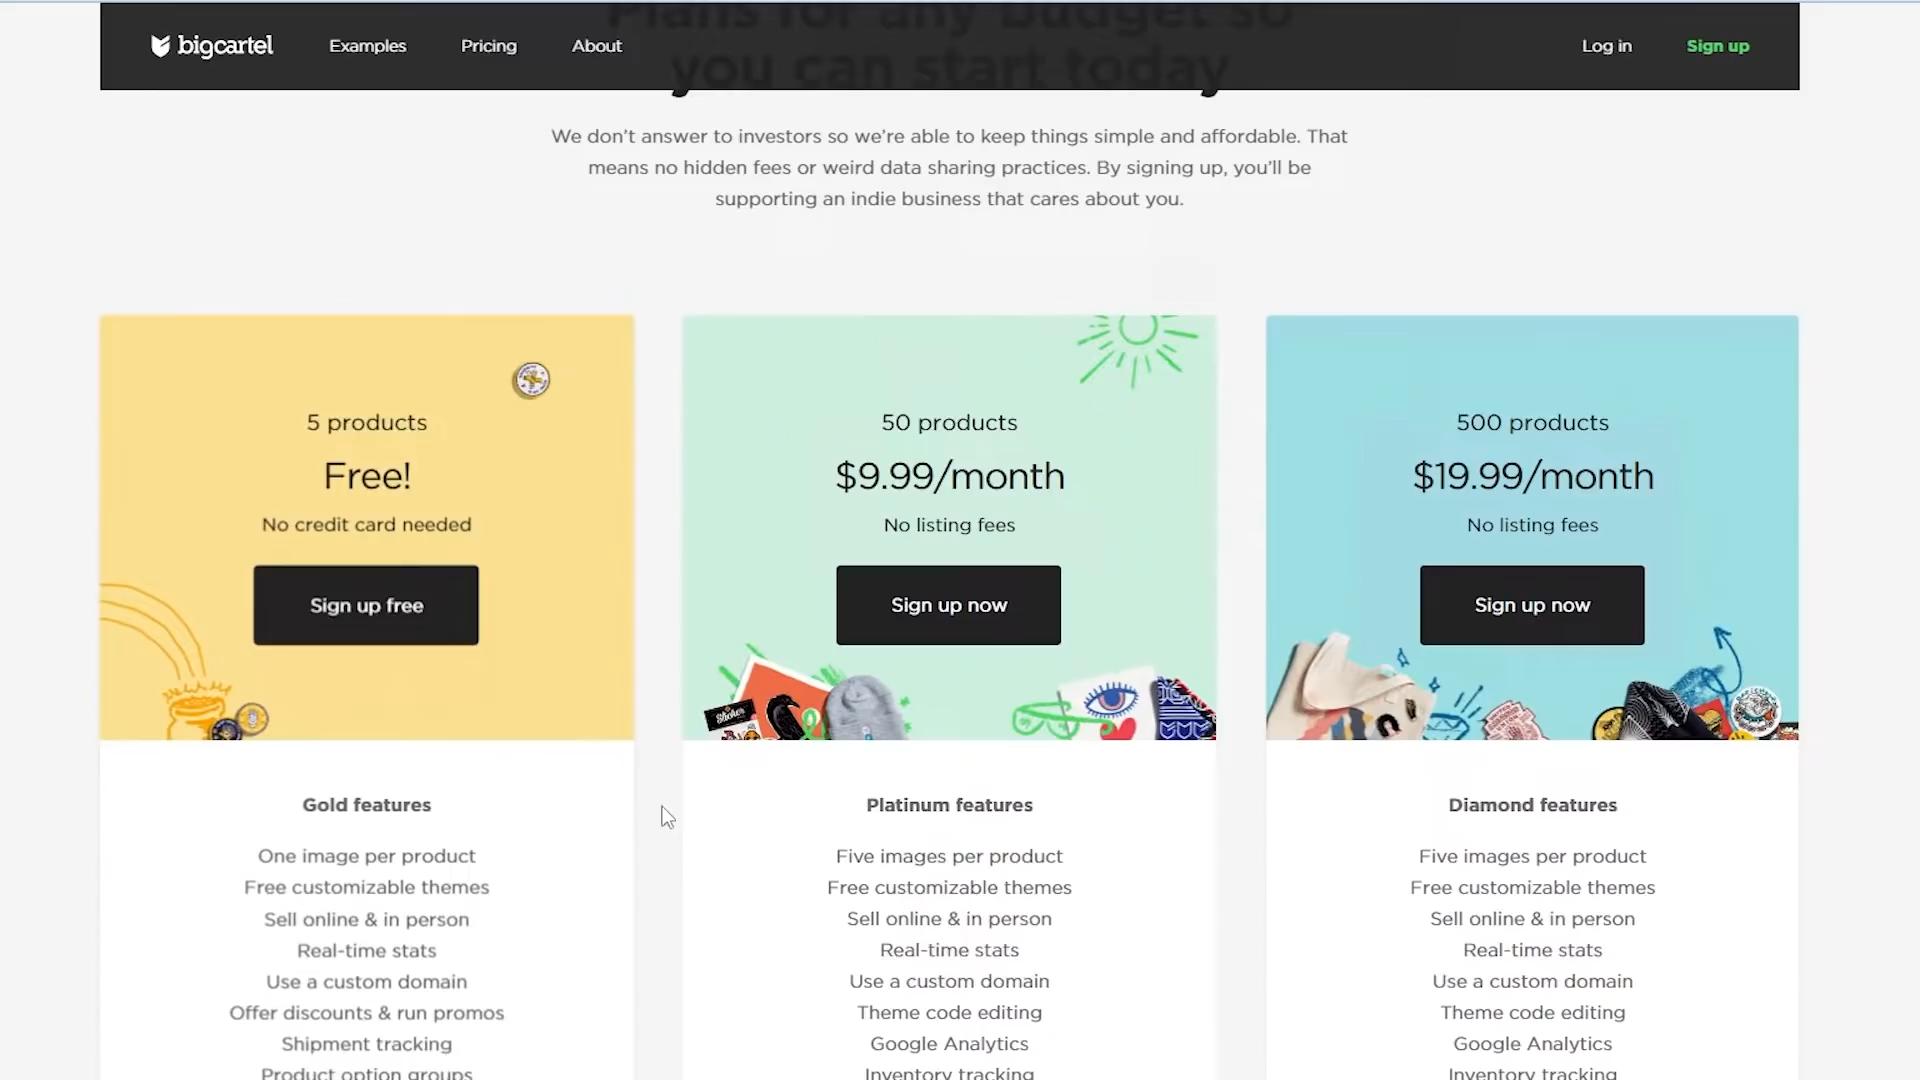 Plans for any budget so
you can start today
bigcartel
Examples
Pricing
About
Log in
Sign up
We don't answer to investors so we're able to keep things simple and affordable. That
means no hidden fees or weird data sharing practices. By signing up, you'll be
supporting an indie business that cares about you.
5 products
Free!
No credit card needed
Sign up free
Gold features
One image per product
Free customizable themes
Sell online & in person
Real-time stats
Use a custom domain
Offer discounts & run promos
Shipment tracking
Product option groups
50 products
$9.99/month
No listing fees
Sign up now
Platinum features
Five images per product
Free customizable themes
Sell online & in person
Real-time stats
Use a custom domain
Theme code editing
Google Analytics
Inventory tracking
500 products
$19.99/month
No listing fees
Sign up now
Diamond features
Five images per product
Free customizable themes
Sell online & in person
Real-time stats
Use a custom domain
Theme code editing
Google Analytics
Inventory tracking